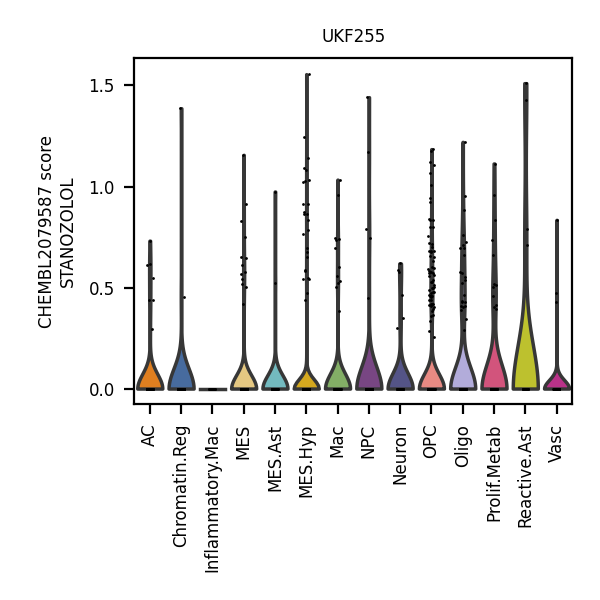 UKF255
CHEMBL2079587 score
STANOZOLOL
1.5
1.0
0.5
0.0
AC
Chromatin.Reg
Inflammatory.Mac
MES
MES.Ast
MES.Hyp
Mac
NPC
Neuron
OPC
Oligo
Prolif.Metab
Reactive.Ast
Vasc